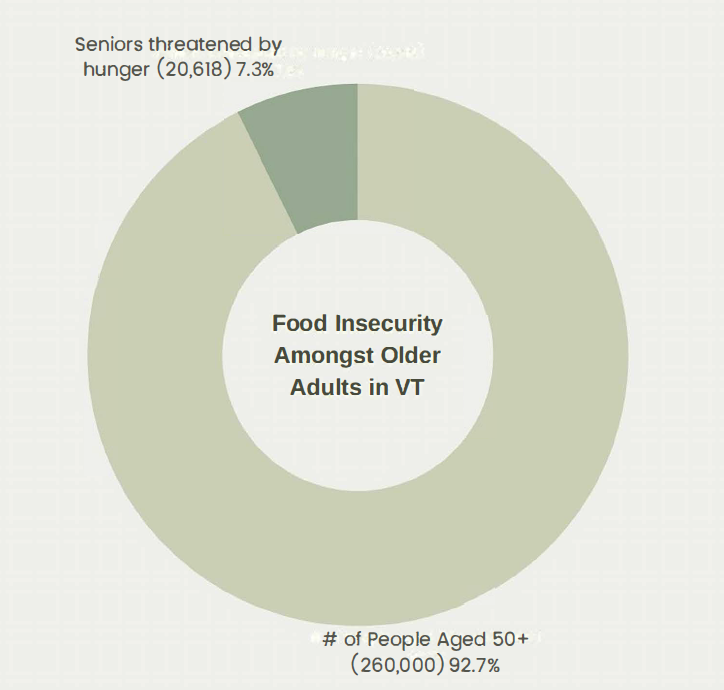 Seniors threatened by
hunger (20,618) 7.3%
Food Insecurity
Amongst Older
Adults in VT
# of People Aged 50+
(260,000) 92.7%